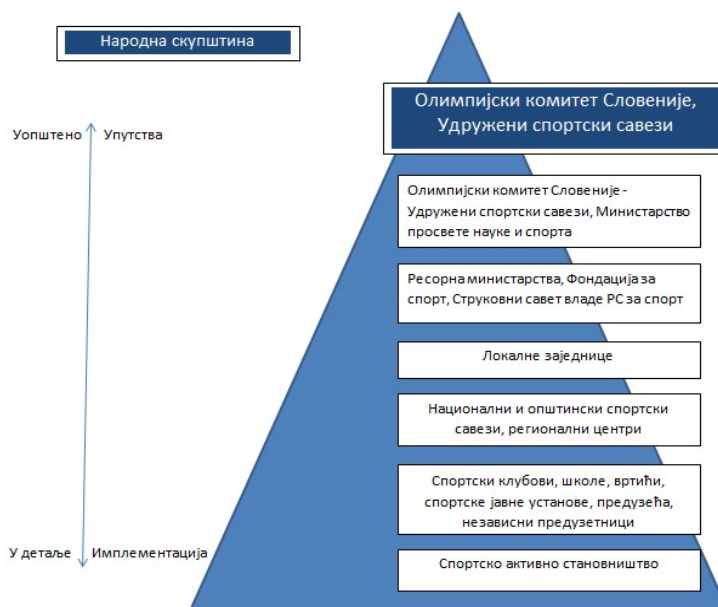 Народна скупштина
Олимпијски комитет Словеније,
Удружени спортски савези
Уопштено
Упутства
Олимпијски комитет Словеније -
Удружени спортски савези, Министарство
просвете науке и спорта
Ресорна министарства, Фондација за
спорт, Струковни савет владе РС за спорт
Локалне заједнице
Национални и општински спортски
савези, регионални центри
Спортски клубови, школе, вртићи,
спортске јавне установе, предузећа,
независни предузетници
У детаље
Имплементација
Спортско активно становништво